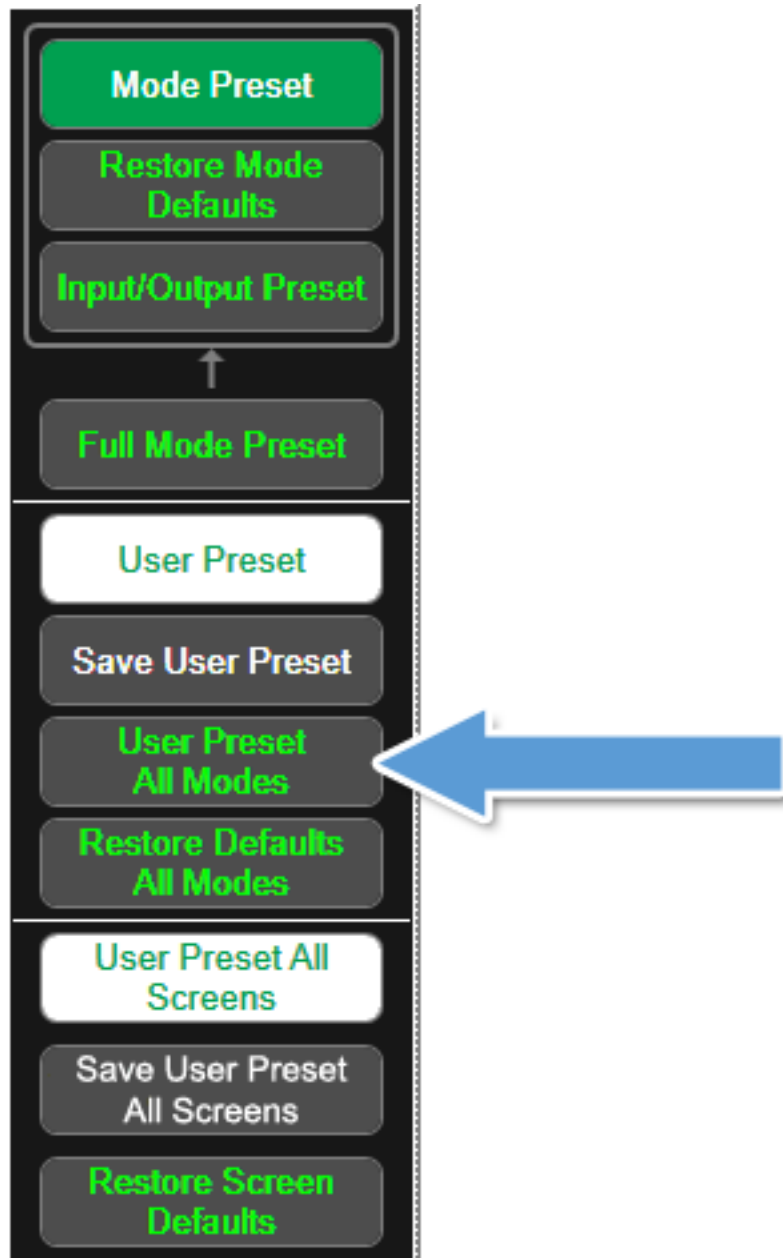 Mode Preset
Restore Mode
Defaults
Input/Output Preset
Full Mode Preset
User Preset
Save User Preset
User Preset
All Modes
Restore Defaults
All Modes
User Preset All
Screens
Save User Preset
All Screens
Restore Screen
Defaults